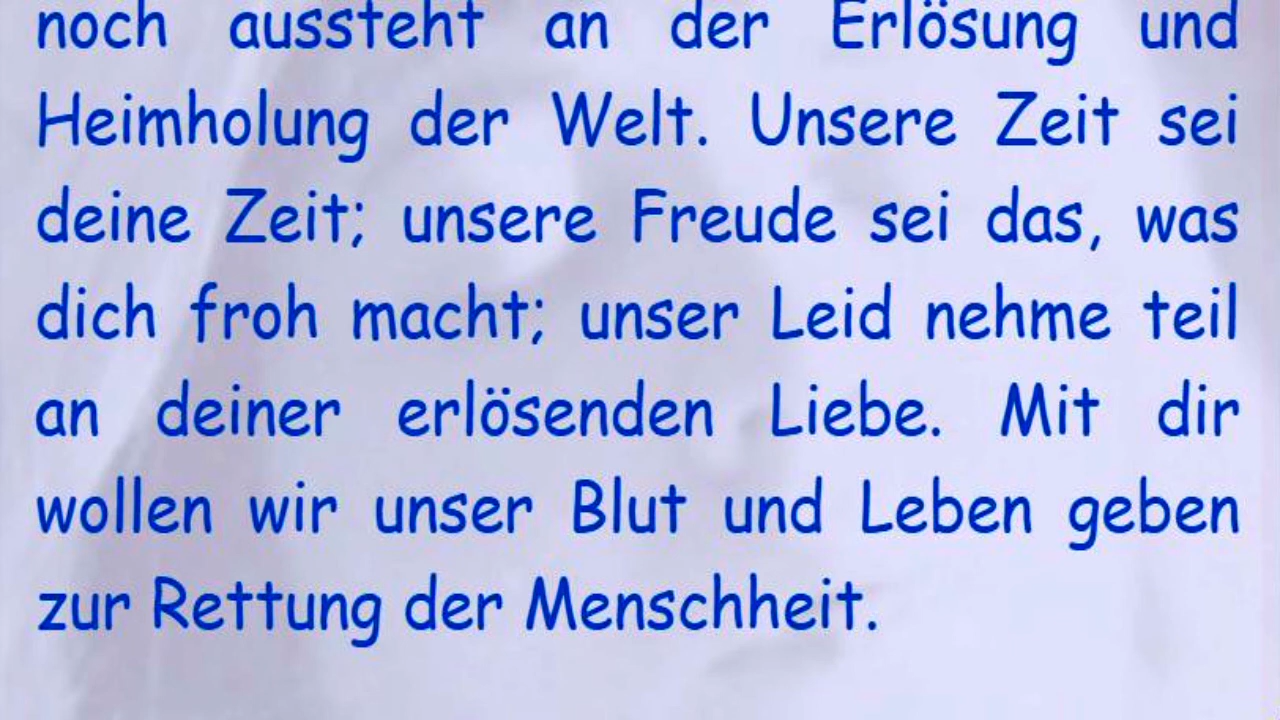 noch aussteht an der Erlösung und
Heimholung der Welt. Unsere Zeit sei
deine Zeit; unsere Freude sei das, was
dich froh macht; unser Leid nehme teil
an deiner erlösenden Liebe. Mit dir
wollen wir unser Blut und Leben geben
zur Rettung der Menschheit.